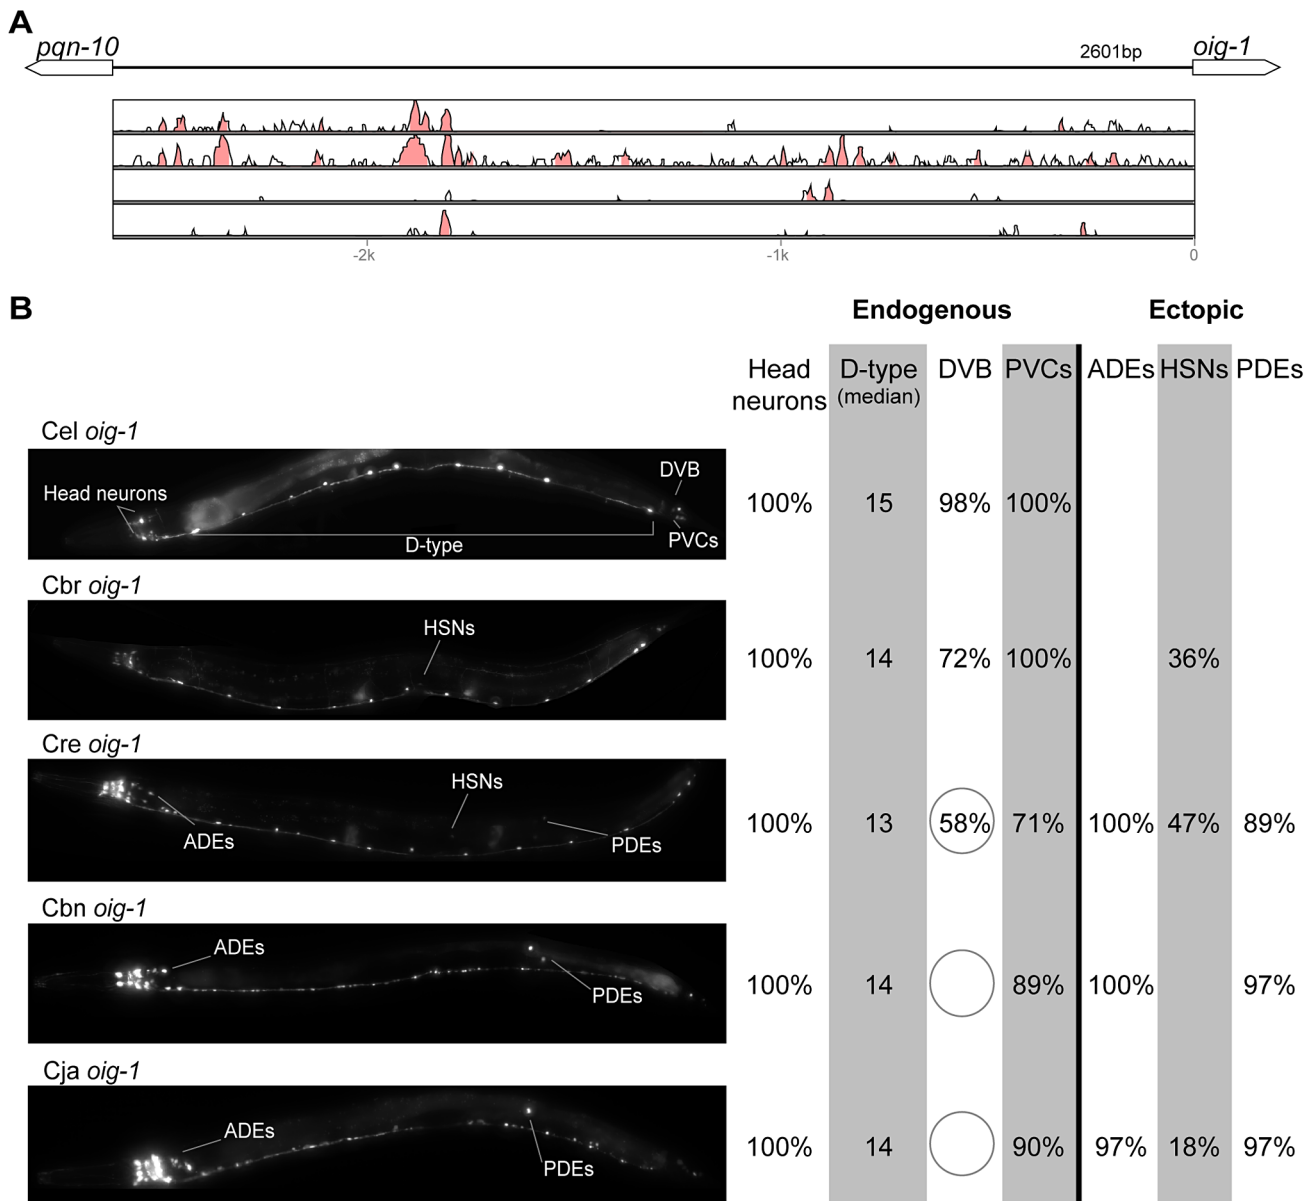 A
pqn-10
2601bp
oig-1
-2k
-1k
0
B
Endogenous
Ectopic
Head
neurons
D-type
(median)
DVB
PVCs
ADEs
HSNs
PDEs
Cel oig-1
Head neurons
DVB
D-type
PVCs
100%
15
98%
100%
Cbr oig-1
HSNs
100%
14
72%
100%
36%
Cre oig-1
HSNs
ADEs
PDEs
100%
13
58%
71%
100%
47%
89%
Cbn oig-1
ADEs
PDEs
100%
14
89%
100%
97%
Cja oig-1
ADEs
PDEs
100%
14
90%
97%
18%
97%